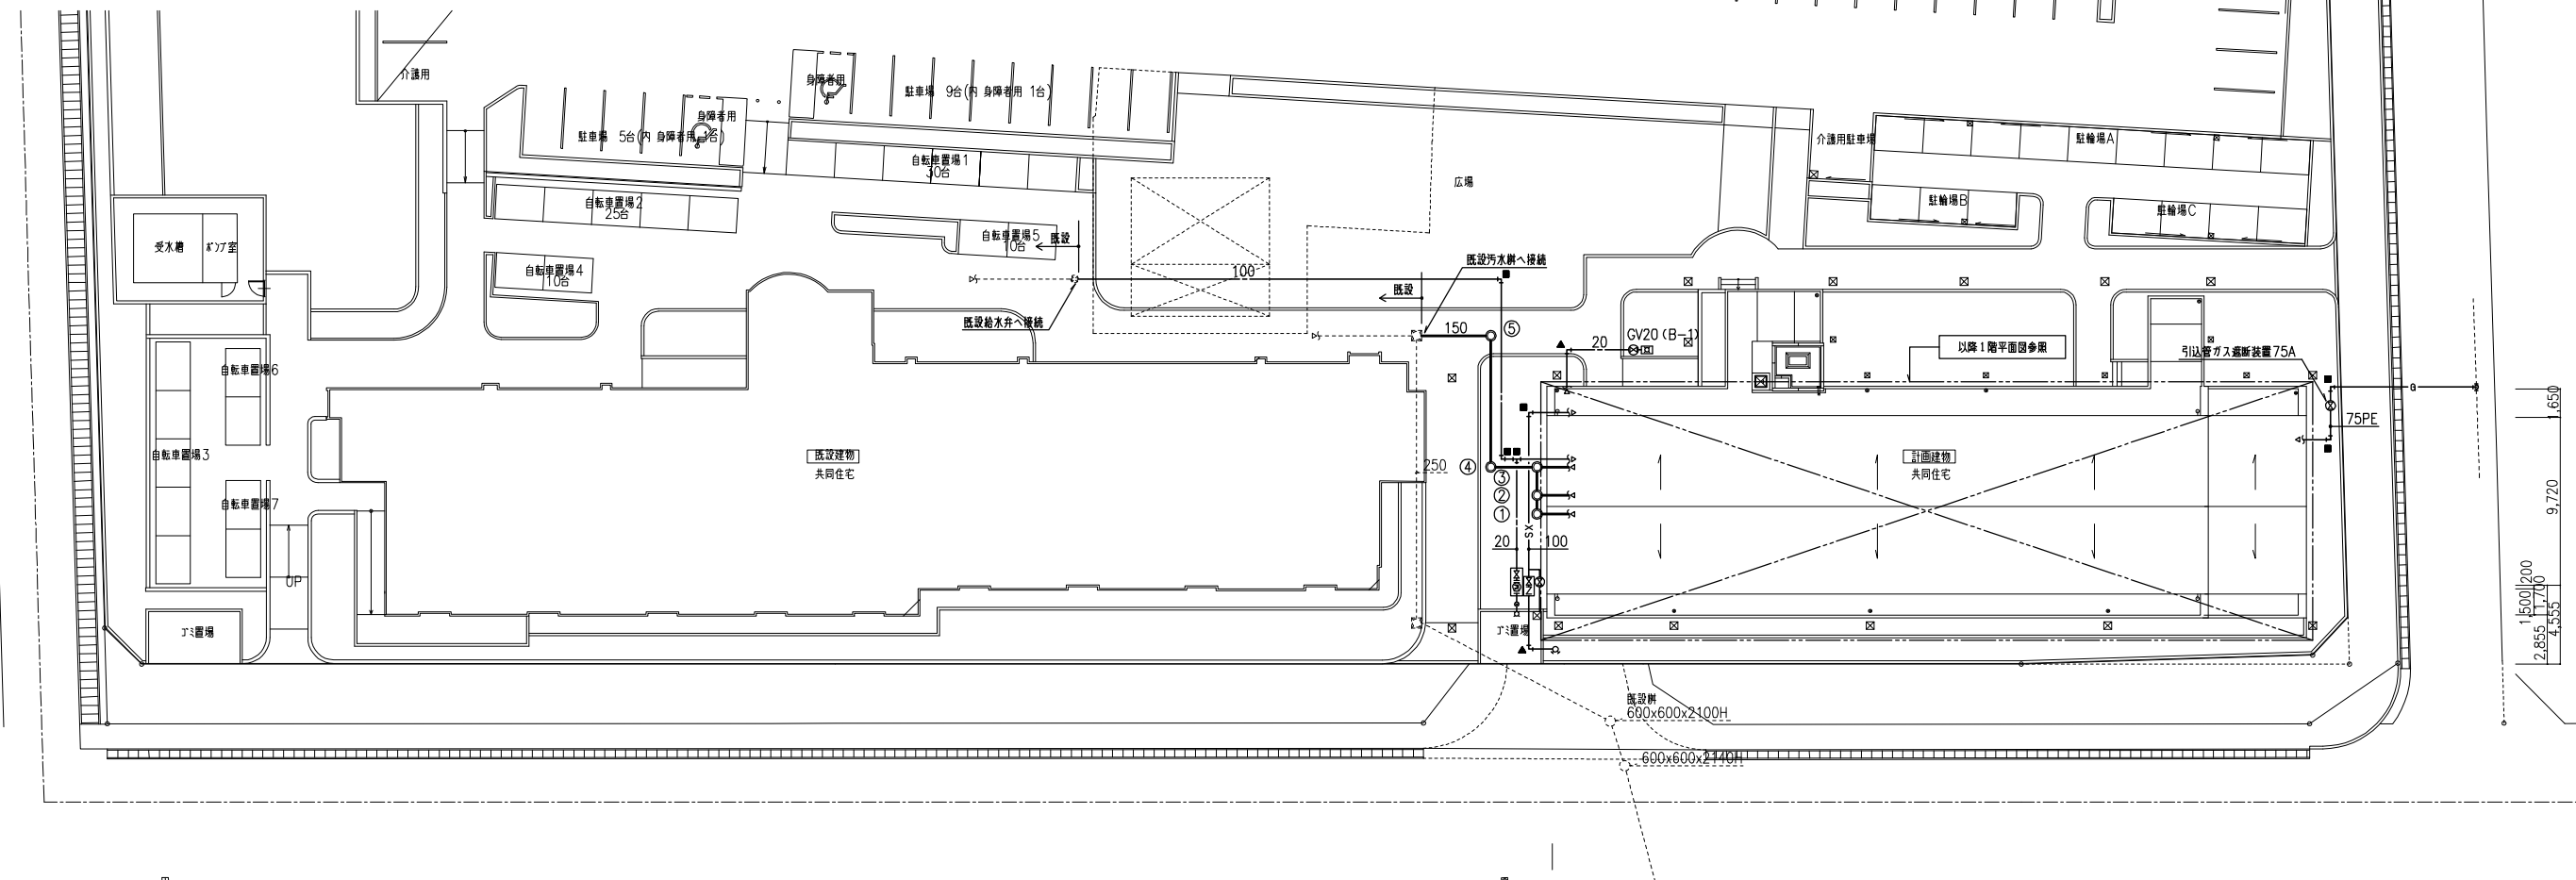 介護用
身障者用
駐車場　9台(内 身障者用 1台)
身障者用
駐車場　5台(内 身障者用 1台)
自転車置場1
30台
介護用駐車場
駐輪場A
広場
自転車置場2
25台
駐輪場B
駐輪場C
受水槽
ポンプ室
自転車置場5
10台
既設
既設汚水桝へ接続
自転車置場4
10台
100
既設
既設給水弁へ接続
150
⑤
20
GV20 (B-1)
以降1階平面図参照
引込管ガス遮断装置75A
自転車置場6
G
75PE
1,650
自転車置場3
既設建物
共同住宅
250
④
③
②
①
計画建物
共同住宅
9,720
自転車置場7
SX
20
100
UP
200
1,500
1,700
2,855
4,555
ゴミ置場
ゴミ置場
既設桝
600x600x2100H
600x600x2140H